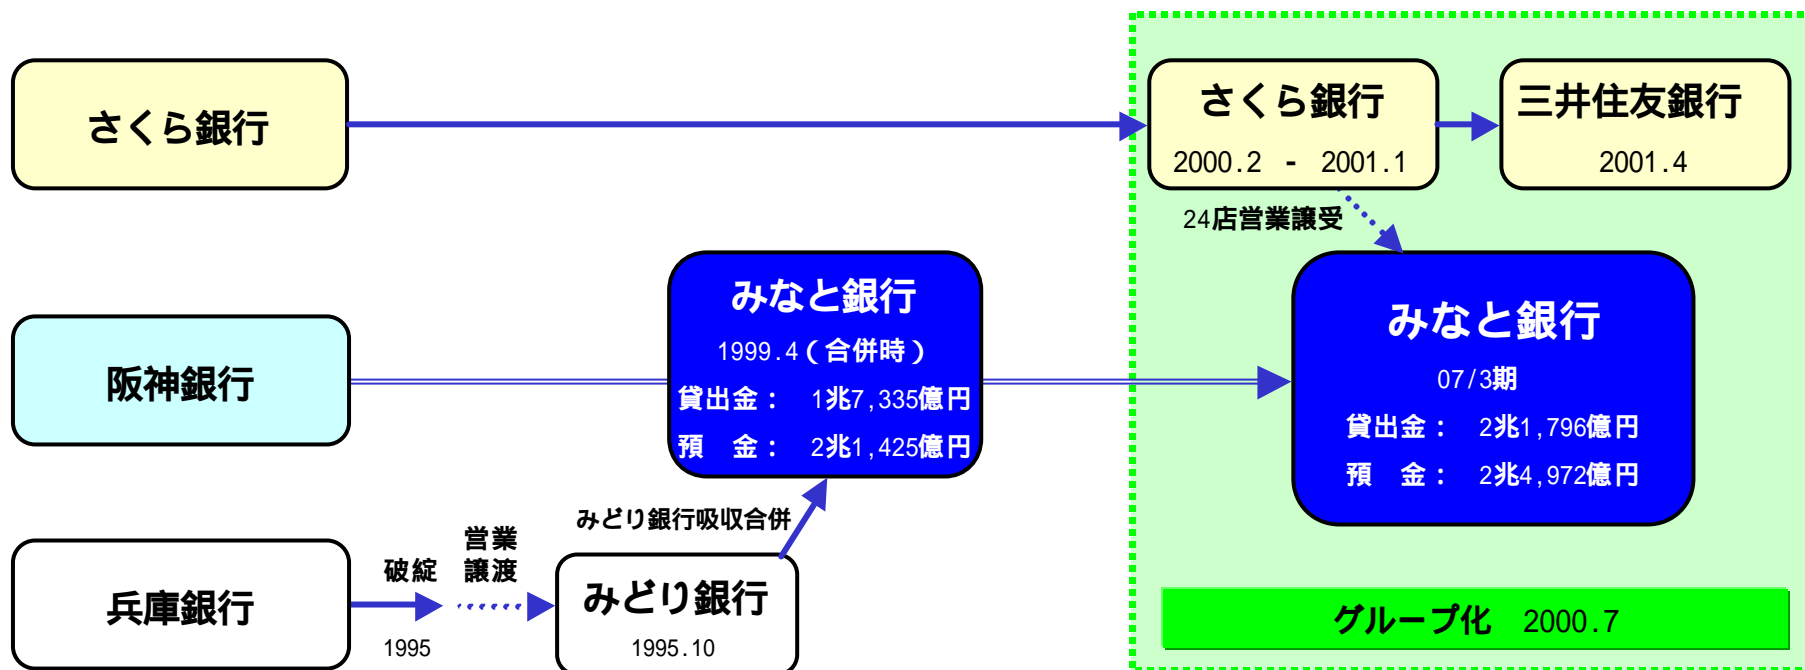 さくら銀行
さくら銀行
2000.2 - 2001.1
三井住友銀行
2001.4
24店営業譲受
阪神銀行
みなと銀行
1999.4(合併時)
貸出金: 1兆7,335億円
預 金: 2兆1,425億円
みなと銀行
07/3期
貸出金: 2兆1,796億円
預 金: 2兆4,972億円
みどり銀行吸収合併
兵庫銀行
破綻
1995
営業
譲渡
みどり銀行
1995.10
グループ化 2000.7